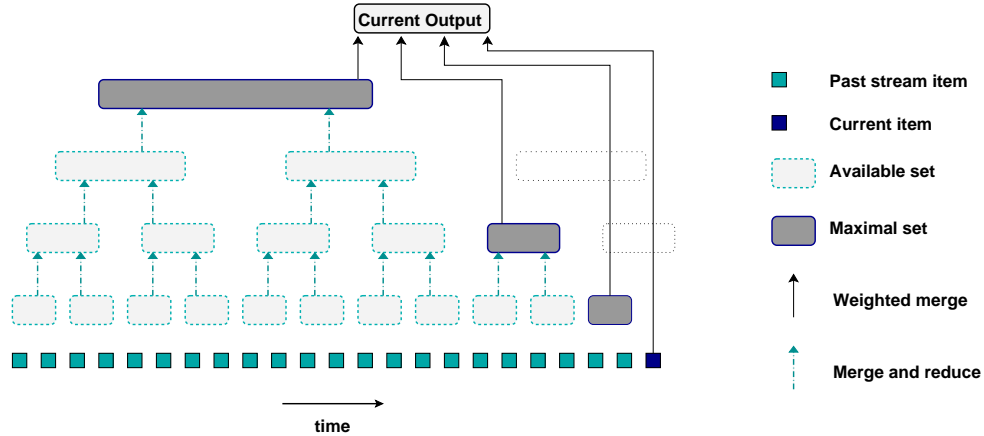 Current Output
Past stream item
Current item
Available set
Maximal set
Weighted merge
Merge and reduce
time